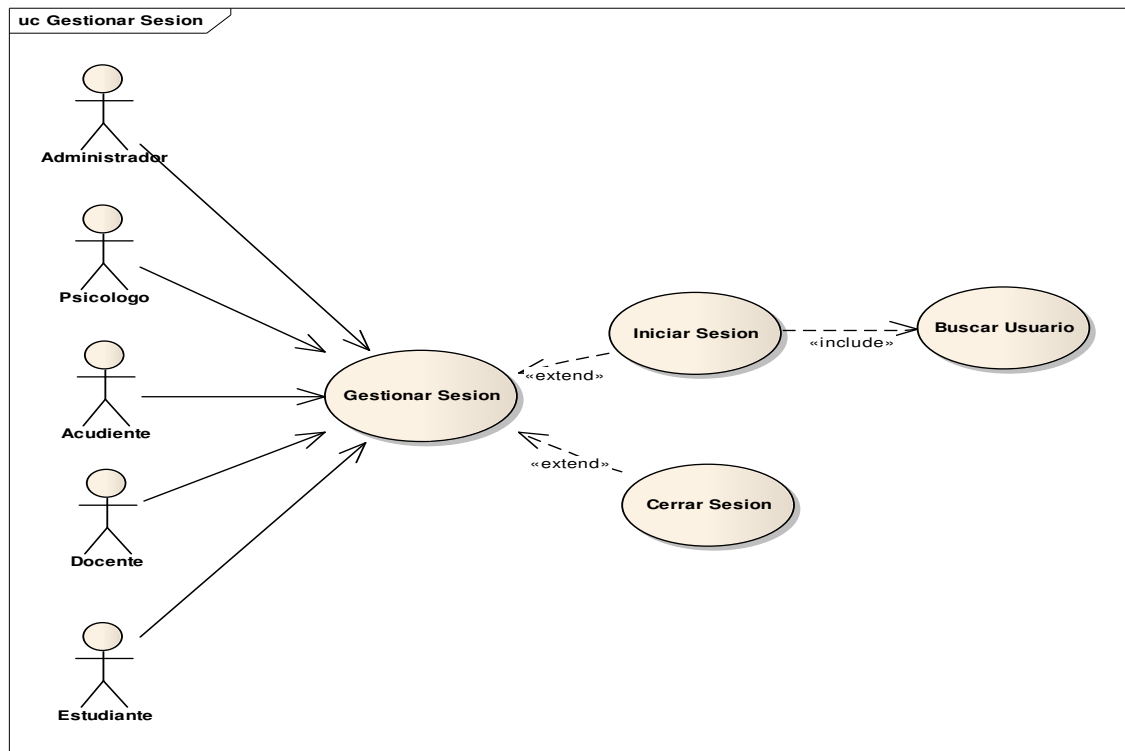 uc Gestionar Sesion
Administrador
Psicologo
Acudiente
Docente
Estudiante
Gestionar Sesion
Iniciar Sesion
Buscar Usuario
«include»
«extend»
«extend»
Cerrar Sesion